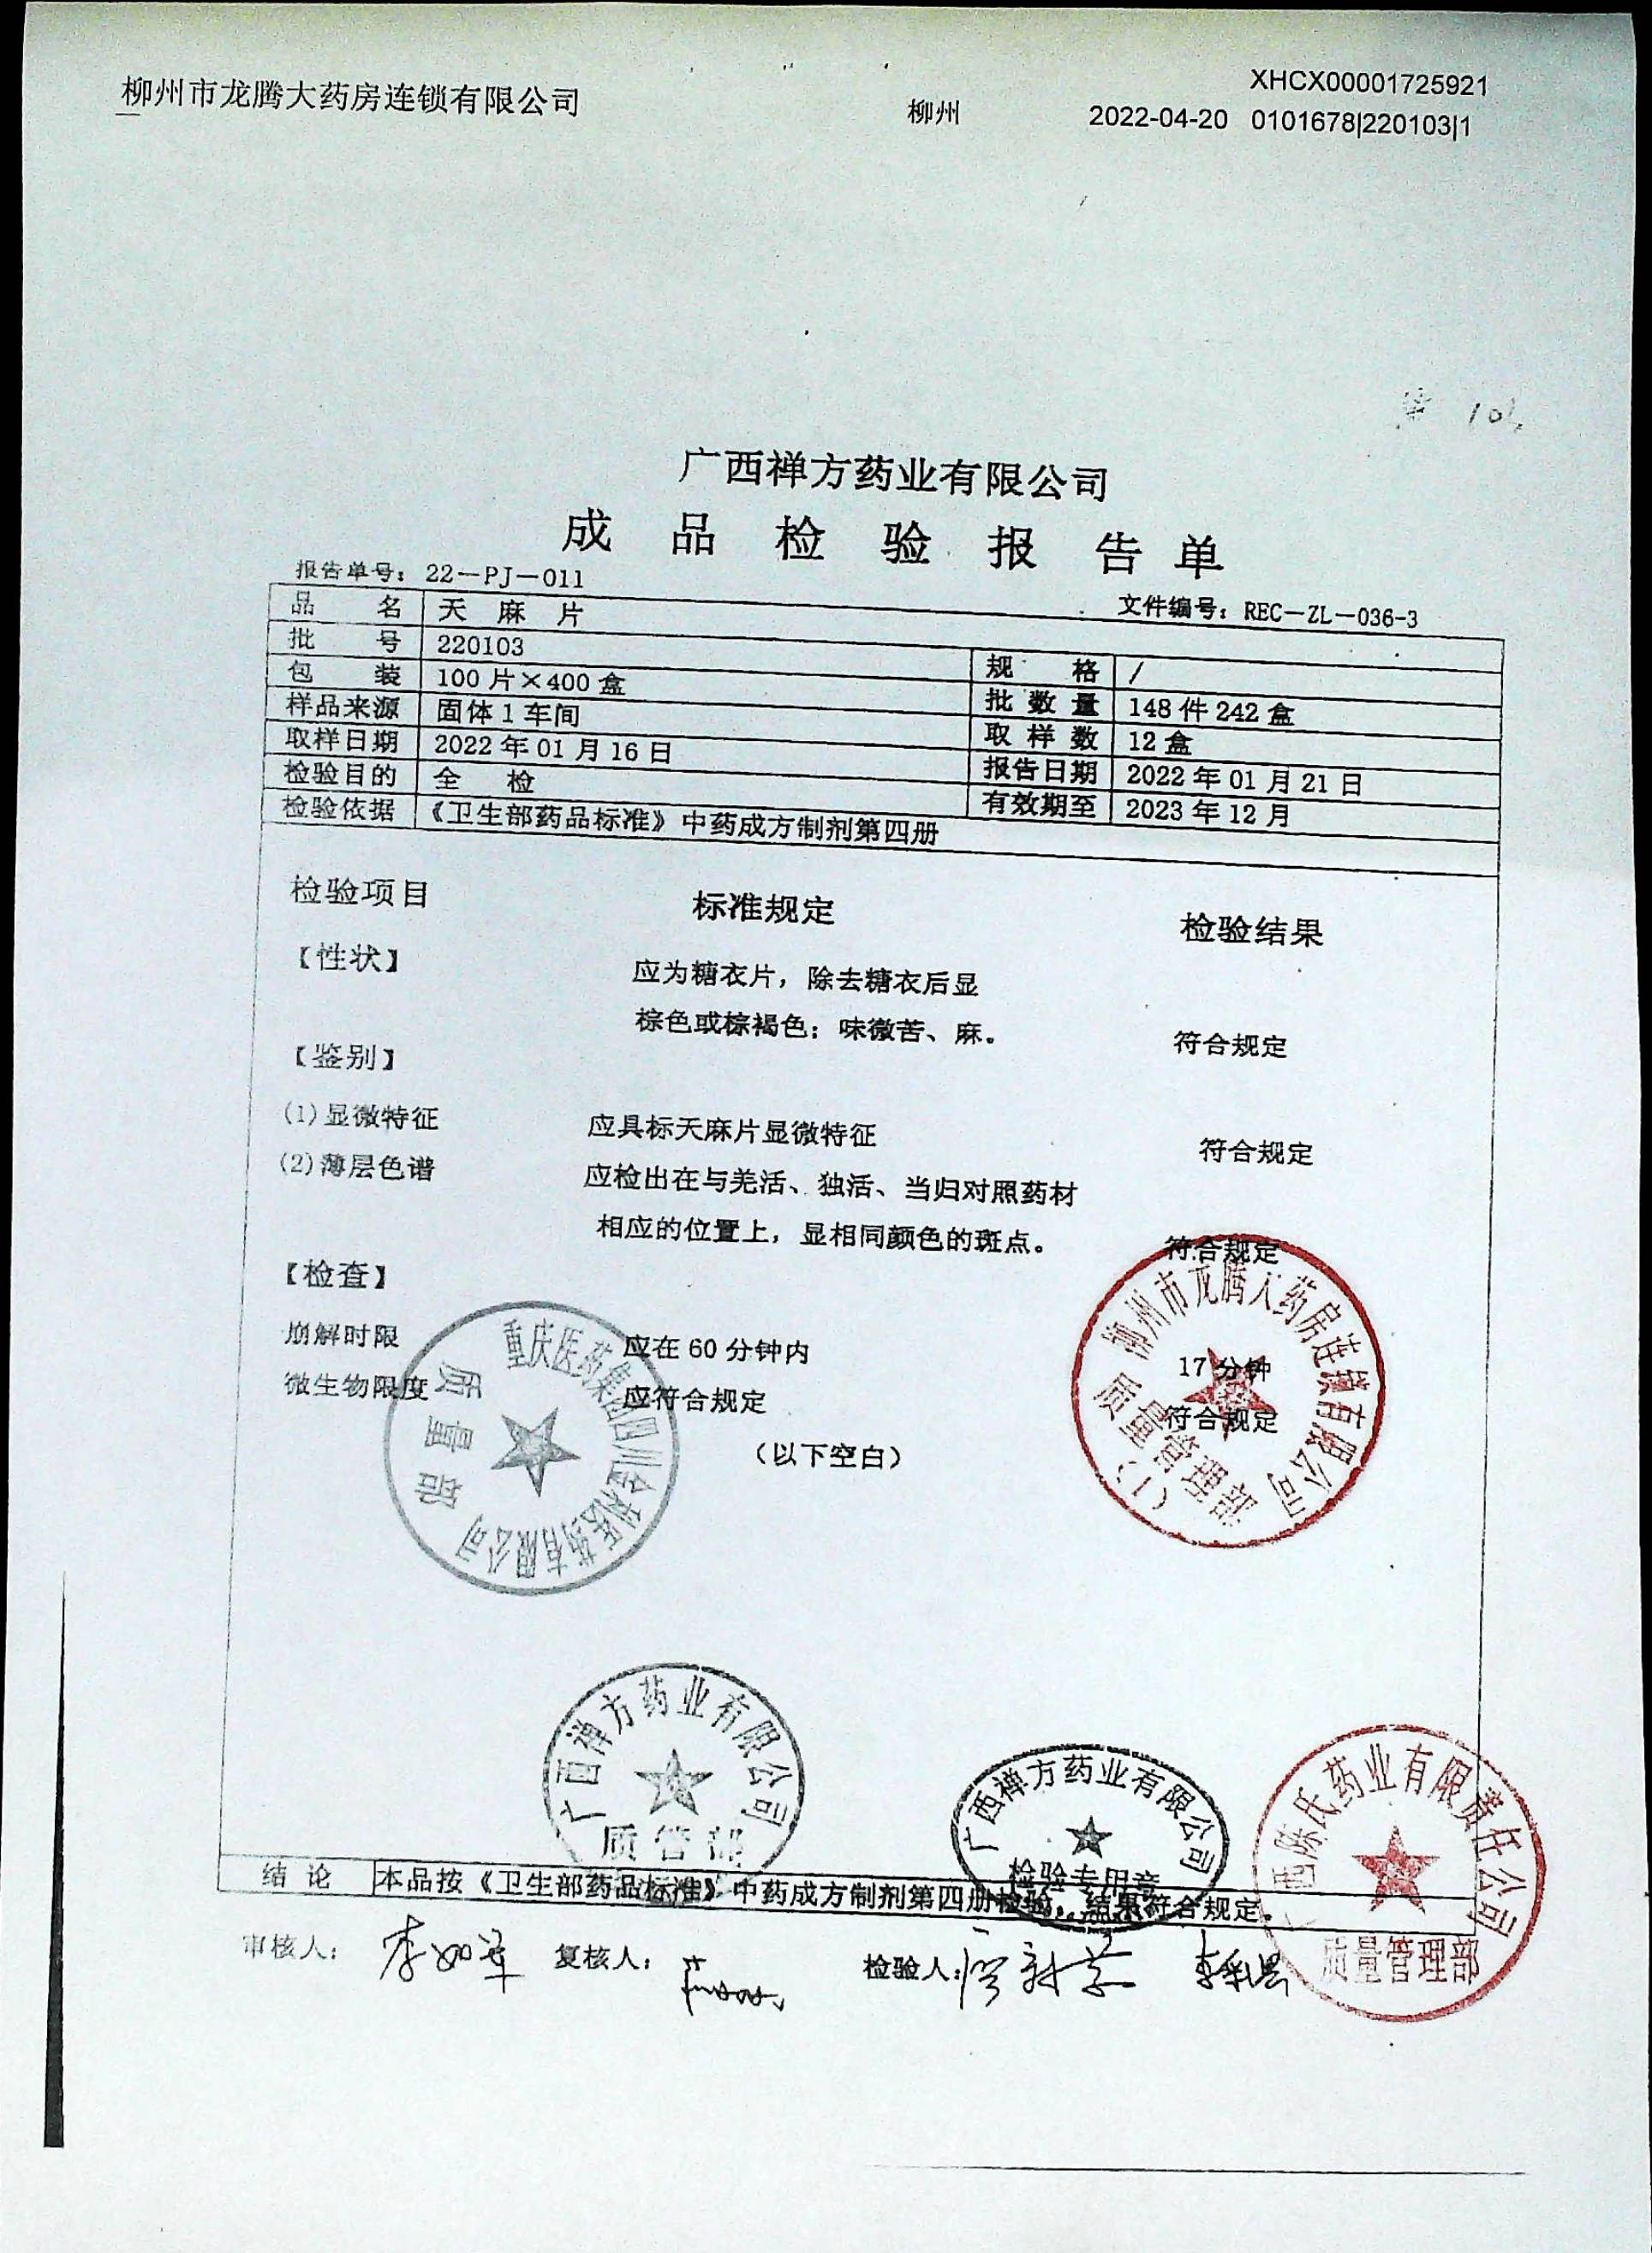 柳州市龙腾大药房连锁有限公司 柳州 XHCX00001725921
2022-04-20 0101678|220103|1
广西禅方药业有限公司
成品检验报告单
报告单号：22-PJ-011
文件编号：REC-ZL-036-3
品名 天麻片
批号 220103 规格 /
包装 100片×400盒 批数量 148件242盒
样品来源 固体1车间 取样数 12盒
取样日期 2022年01月16日 报告日期 2022年01月21日
检验目的 全检 有效期至 2023年12月
检验依据 《卫生部药品标准》中药成方制剂第四册
检验项目 标准规定 检验结果
【性状】 应为糖衣片，除去糖衣后显
棕色或棕褐色；味微苦、麻。 符合规定
【鉴别】
(1)显微特征 应具标天麻片显微特征 符合规定
(2)薄层色谱 应检出在与羌活、独活、当归对照药材
相应的位置上，显相同颜色的斑点。 符合规定
【检查】
崩解时限 应在60分钟内 17分钟
微生物限度 应符合规定 符合规定
（以下空白）
重庆医药集团四川金利医药有限公司
质量部
柳州市龙腾大药房连锁有限公司
质量管理部
(1)
广西禅方药业有限公司
质管部
广西禅方药业有限公司
检验专用章
广西陈氏药业有限责任公司
质量管理部
结论 本品按《卫生部药品标准》中药成方制剂第四册检验，结果符合规定。
审核人： 复核人： 检验人：